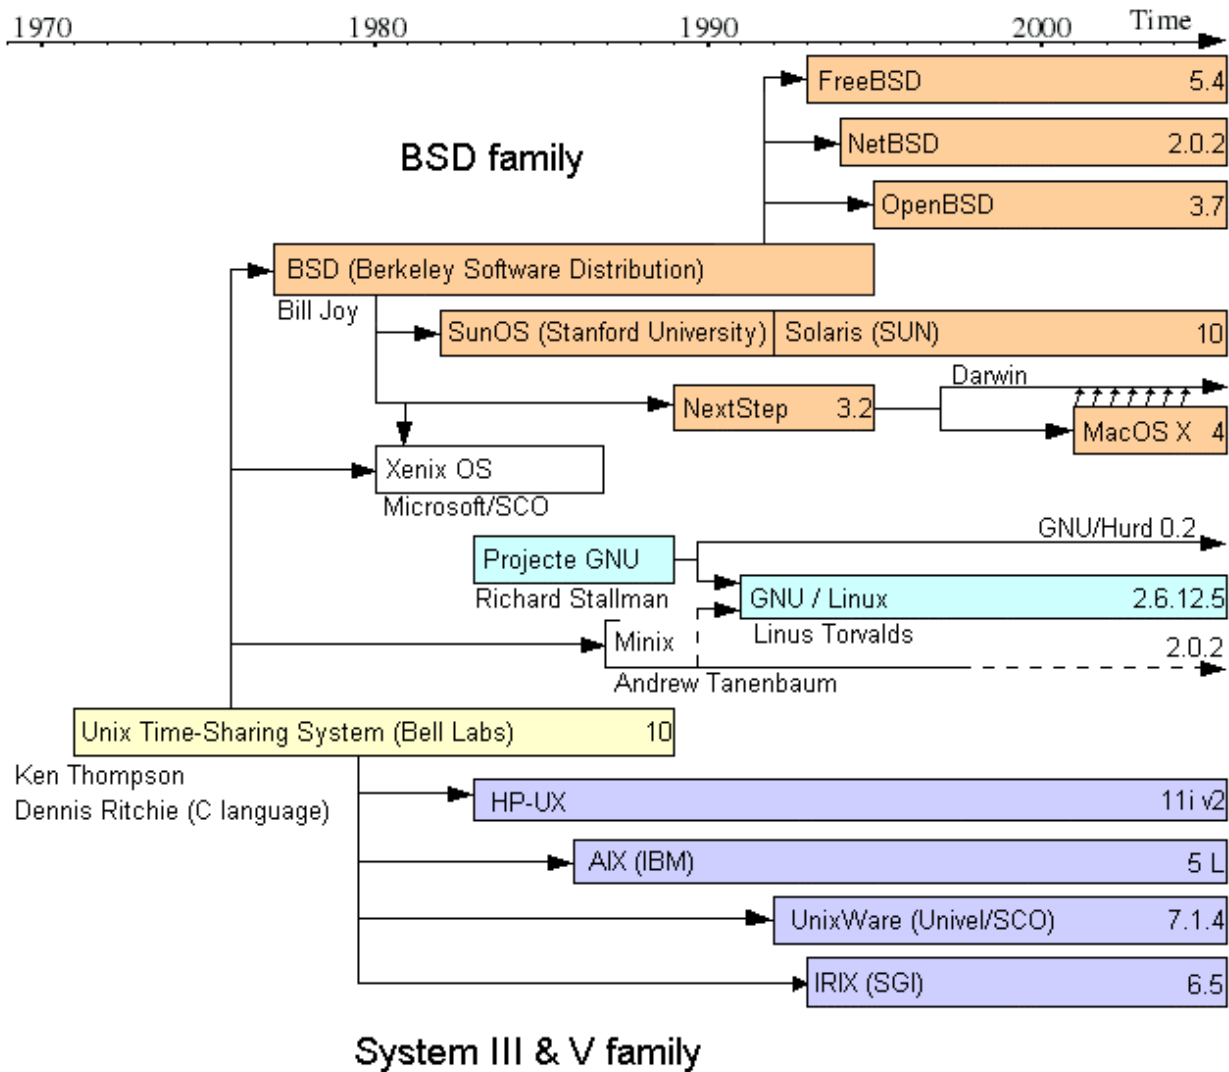 1970 1980 1990 2000 Time
FreeBSD 5.4
NetBSD 2.0.2
BSD family
OpenBSD 3.7
BSD (Berkeley Software Distribution)
Bill Joy
SunOS (Stanford University) Solaris (SUN) 10
Darwin
NextStep 3.2
MacOS X 4
Xenix OS
Microsoft/SCO
GNU/Hurd 0.2
Projecte GNU
Richard Stallman
GNU / Linux 2.6.12.5
Linus Torvalds
Minix 2.0.2
Andrew Tanenbaum
Unix Time-Sharing System (Bell Labs) 10
Ken Thompson
Dennis Ritchie (C language)
HP-UX 11i v2
AIX (IBM) 5 L
UnixWare (Univel/SCO) 7.1.4
IRIX (SGI) 6.5
System III & V family